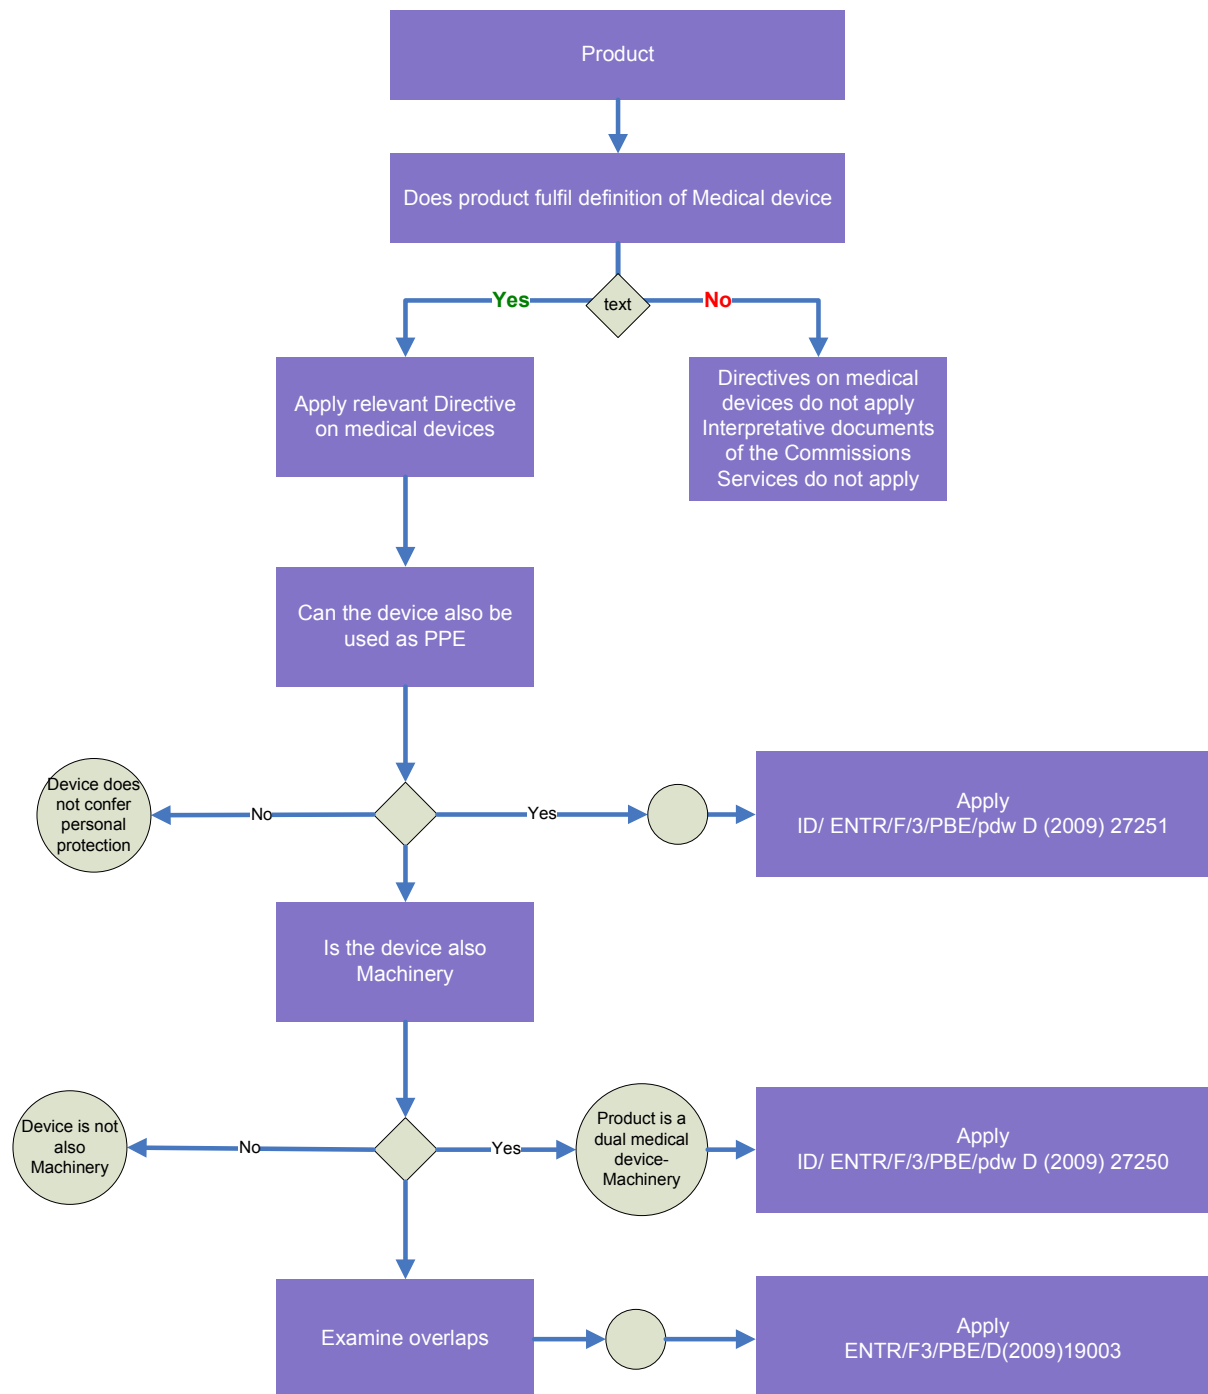 Product
Does product fulfil definition of Medical device
Yes
text
No
Apply relevant Directive
on medical devices
Directives on medical
devices do not apply
Interpretative documents
of the Commissions
Services do not apply
Can the device also be
used as PPE
Device does
not confer
personal
protection
No
Yes
Apply
ID/ ENTR/F/3/PBE/pdw D (2009) 27251
Is the device also
Machinery
Device is not
also
Machinery
No
Yes
Product is a
dual medical
device-
Machinery
Apply
ID/ ENTR/F/3/PBE/pdw D (2009) 27250
Examine overlaps
Apply
ENTR/F3/PBE/D(2009)19003